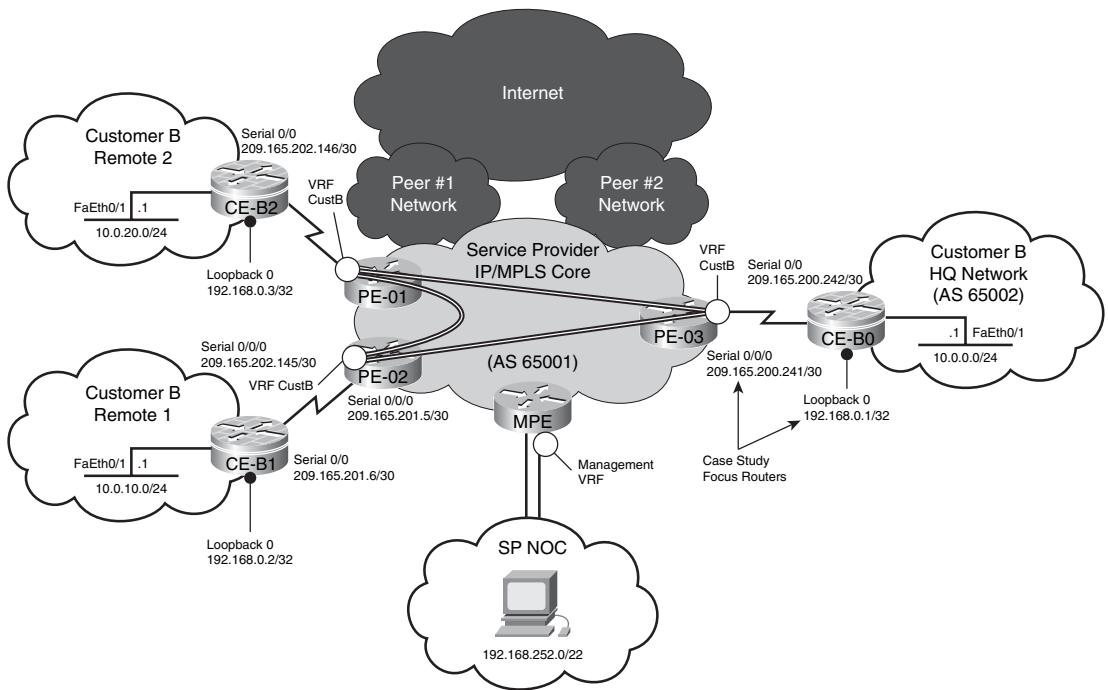 Internet
Peer #1
Network
Peer #2
Network
Customer B
Remote 2
Serial 0/0
209.165.202.146/30
FaEth0/1
.1
10.0.20.0/24
CE-B2
Loopback 0
192.168.0.3/32
VRF
CustB
PE-01
Service Provider
IP/MPLS Core
(AS 65001)
VRF
CustB
PE-03
Serial 0/0
209.165.200.242/30
Customer B
HQ Network
(AS 65002)
CE-B0
.1
FaEth0/1
10.0.0.0/24
Serial 0/0/0
209.165.200.241/30
Loopback 0
192.168.0.1/32
Case Study
Focus Routers
Serial 0/0/0
209.165.202.145/30
VRF CustB
PE-02
Serial 0/0/0
209.165.201.5/30
Customer B
Remote 1
FaEth0/1
.1
10.0.10.0/24
CE-B1
Serial 0/0
209.165.201.6/30
Loopback 0
192.168.0.2/32
MPE
Management
VRF
SP NOC
192.168.252.0/22